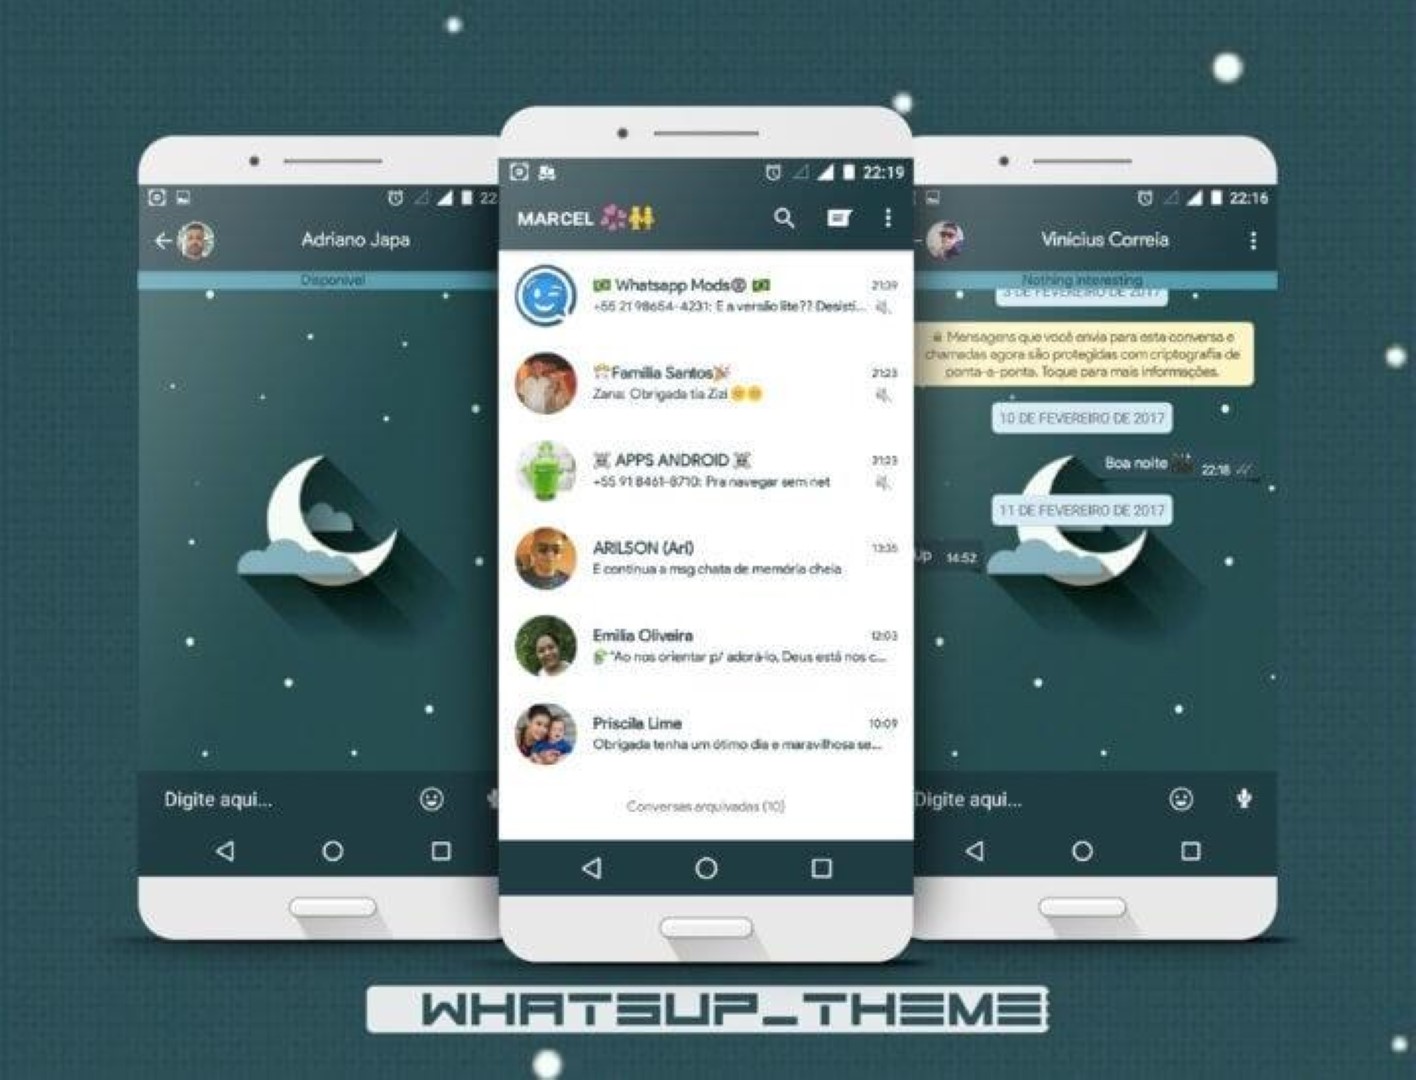 22
Adriano Japa
Disponível
Digite aqui...
22:19
MARCEL
Whatsapp Mods® 21:39
+55 21 98654-4231: E a versão lite?? Desisti...
Família Santos 21:23
Zana: Obrigada tia Zizi
APPS ANDROID 21:23
+55 91 8461-8710: Pra navegar sem net
ARILSON (Ari) 13:35
E continua a msg chata de memória cheia
Emilia Oliveira 12:03
"Ao nos orientar p/ adorá-lo, Deus está nos c...
Priscila Lime 10:09
Obrigada tenha um ótimo dia e maravilhosa se...
Conversas arquivadas (10)
22:16
Vinícius Correia
Nothing interesting
3 DE FEVEREIRO DE 2017
Mensagens que você envia para esta conversa e
chamadas agora são protegidas com criptografia de
ponta-a-ponta. Toque para mais informações.
10 DE FEVEREIRO DE 2017
Boa noite 22:18
11 DE FEVEREIRO DE 2017
Up 14:52
Digite aqui...
WHATSUP_THEME